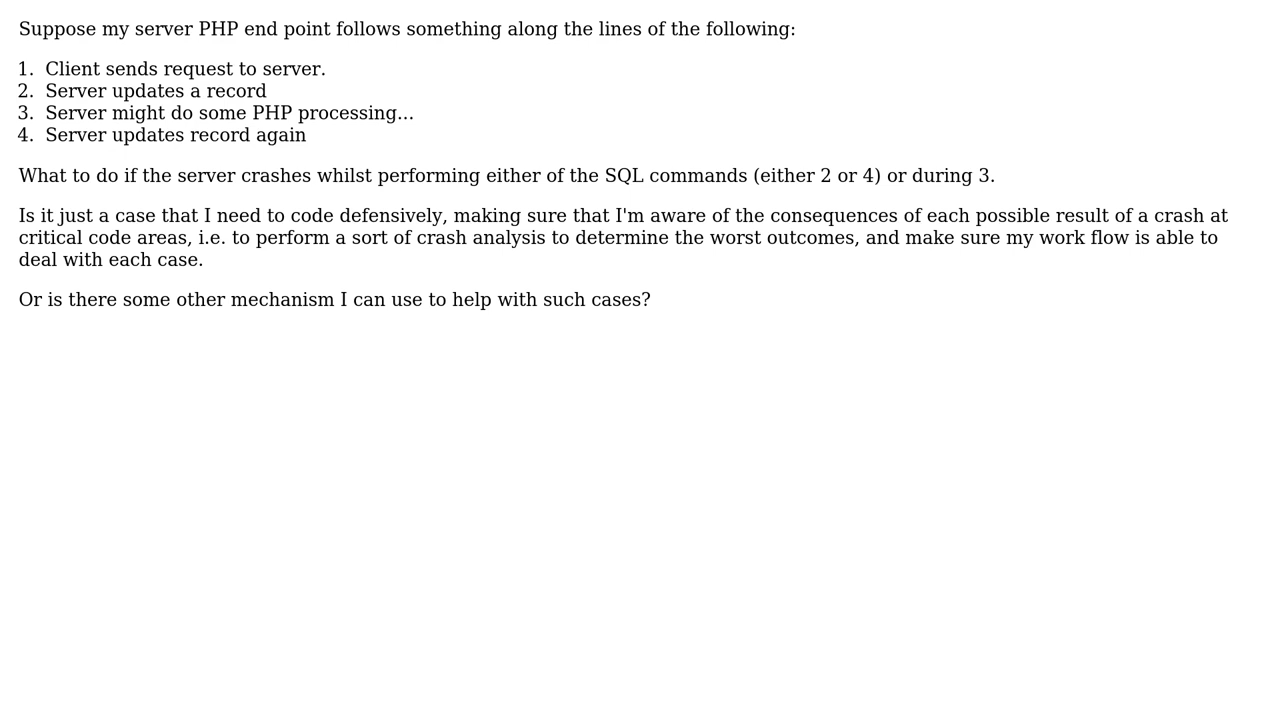 Suppose my server PHP end point follows something along the lines of the following:
1. Client sends request to server.
2. Server updates a record
3. Server might do some PHP processing...
4. Server updates record again
What to do if the server crashes whilst performing either of the SQL commands (either 2 or 4) or during 3.
Is it just a case that I need to code defensively, making sure that I'm aware of the consequences of each possible result of a crash at
critical code areas, i.e. to perform a sort of crash analysis to determine the worst outcomes, and make sure my work flow is able to
deal with each case.
Or is there some other mechanism I can use to help with such cases?